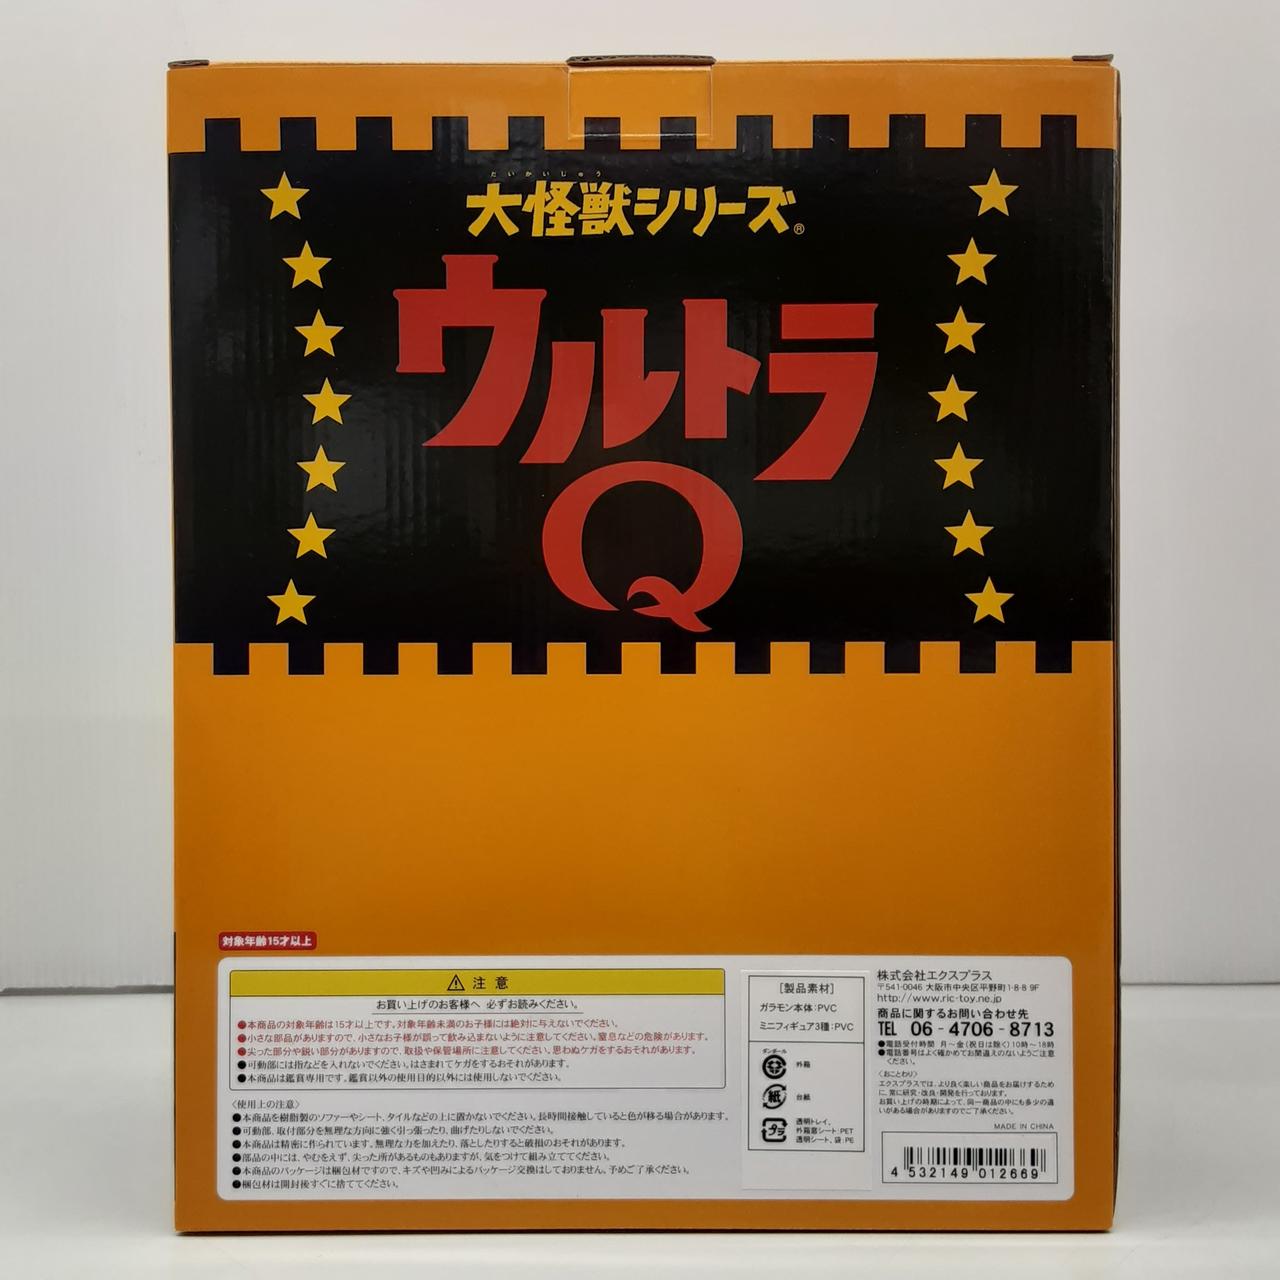 だいかいじゅう
大怪獣シリーズ®
ウルトラ
Q
対象年齢15才以上
注意
お買い上げのお客様へ 必ずお読みください。
●本商品の対象年齢は15才以上です。対象年齢未満のお子様には絶対に与えないでください。
●小さな部品がありますので、小さなお子様が誤って飲み込まないように注意してください。窒息などの危険があります。
●尖った部分や鋭い部分がありますので、取扱や保管場所に注意してください。思わぬケガをするおそれがあります。
●可動部には指などを入れないでください。はさまれてケガをするおそれがあります。
●本商品は鑑賞専用です。鑑賞以外の使用目的以外には使用しないでください。
〈使用上の注意〉
●本商品を樹脂製のソファーやシート、タイルなどの上に置かないでください。長時間接触していると色が移る場合があります。
●可動部、取付部分を無理な方向に強く引っ張ったり、曲げたりしないでください。
●本商品は精密に作られています。無理な力を加えたり、落としたりすると破損のおそれがあります。
●部品の中には、やむをえず、尖った所があるものもありますが、気をつけて組み立ててください。
●本商品のパッケージは梱包材ですので、キズや凹みによるパッケージ交換はしておりません。予めご了承ください。
●梱包材は開封後すぐに捨ててください。
[製品素材]
ガラモン本体:PVC
ミニフィギュア3種:PVC
ダンボール
外箱
紙
台紙
プラ
透明トレイ、
外箱窓シート:PET
透明シート、袋:PE
株式会社エクスプラス
〒541-0046 大阪市中央区平野町1-8-8 9F
http://www.ric-toy.ne.jp
商品に関するお問い合わせ先
TEL 06-4706-8713
●電話受付時間 月～金(祝日は除く)10時～18時
●電話番号はよく確かめてお間違えのないようご注意
ください。
〈おことわり〉
エクスプラスでは、より良く楽しい商品をお届けするため
に、常に研究・改良・開発を行っております。
お買い上げの時期によって、同一商品の中にも多少の違
いがある場合がありますのでご了承ください。
MADE IN CHINA
4 532149 012669